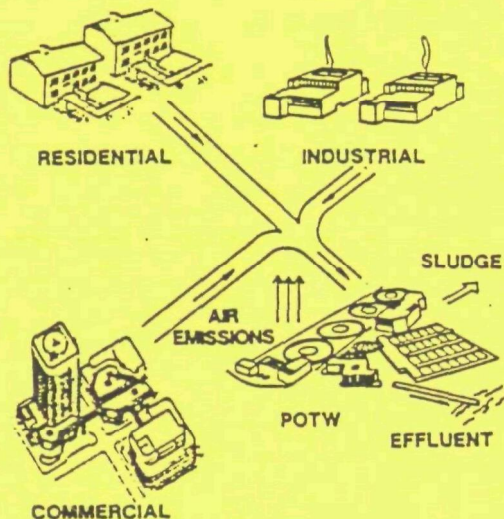 RESIDENTIAL
INDUSTRIAL
SLUDGE
AIR
EMISSIONS
POTW
EFFLUENT
COMMERCIAL